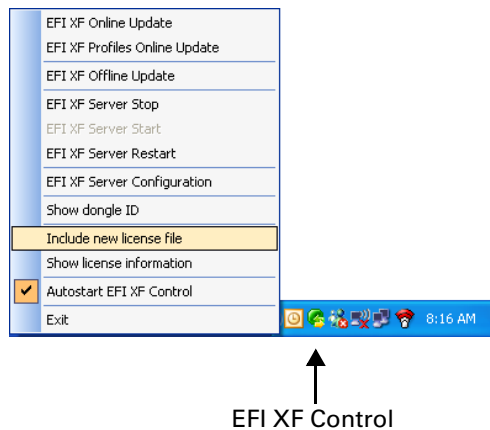 EFI XF Online Update
EFI XF Profiles Online Update
EFI XF Offline Update
EFI XF Server Stop
EFI XF Server Start
EFI XF Server Restart
EFI XF Server Configuration
Show dongle ID
Include new license file
Show license information
Autostart EFI XF Control
Exit
8:16 AM
EFI XF Control